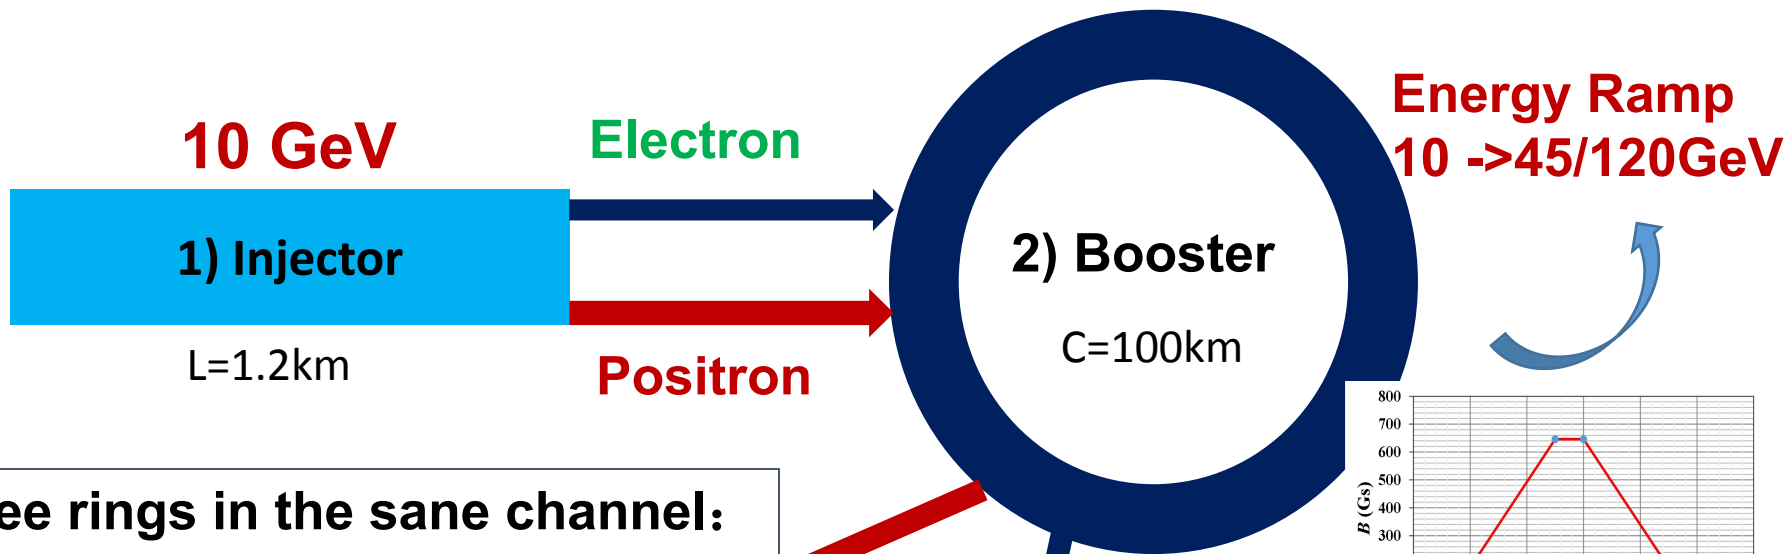 10 GeV
Electron
Energy Ramp
10 ->45/120GeV
1) Injector
2) Booster
L=1.2km
C=100km
Positron
800
700
600
500
400
300
B (Gs)
ee rings in the sane channel：